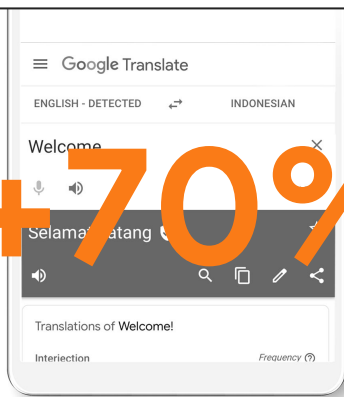 Google Translate
ENGLISH - DETECTED INDONESIAN
Welcome
+70%
Selamat datang
Translations of Welcome!
Interjection Frequency